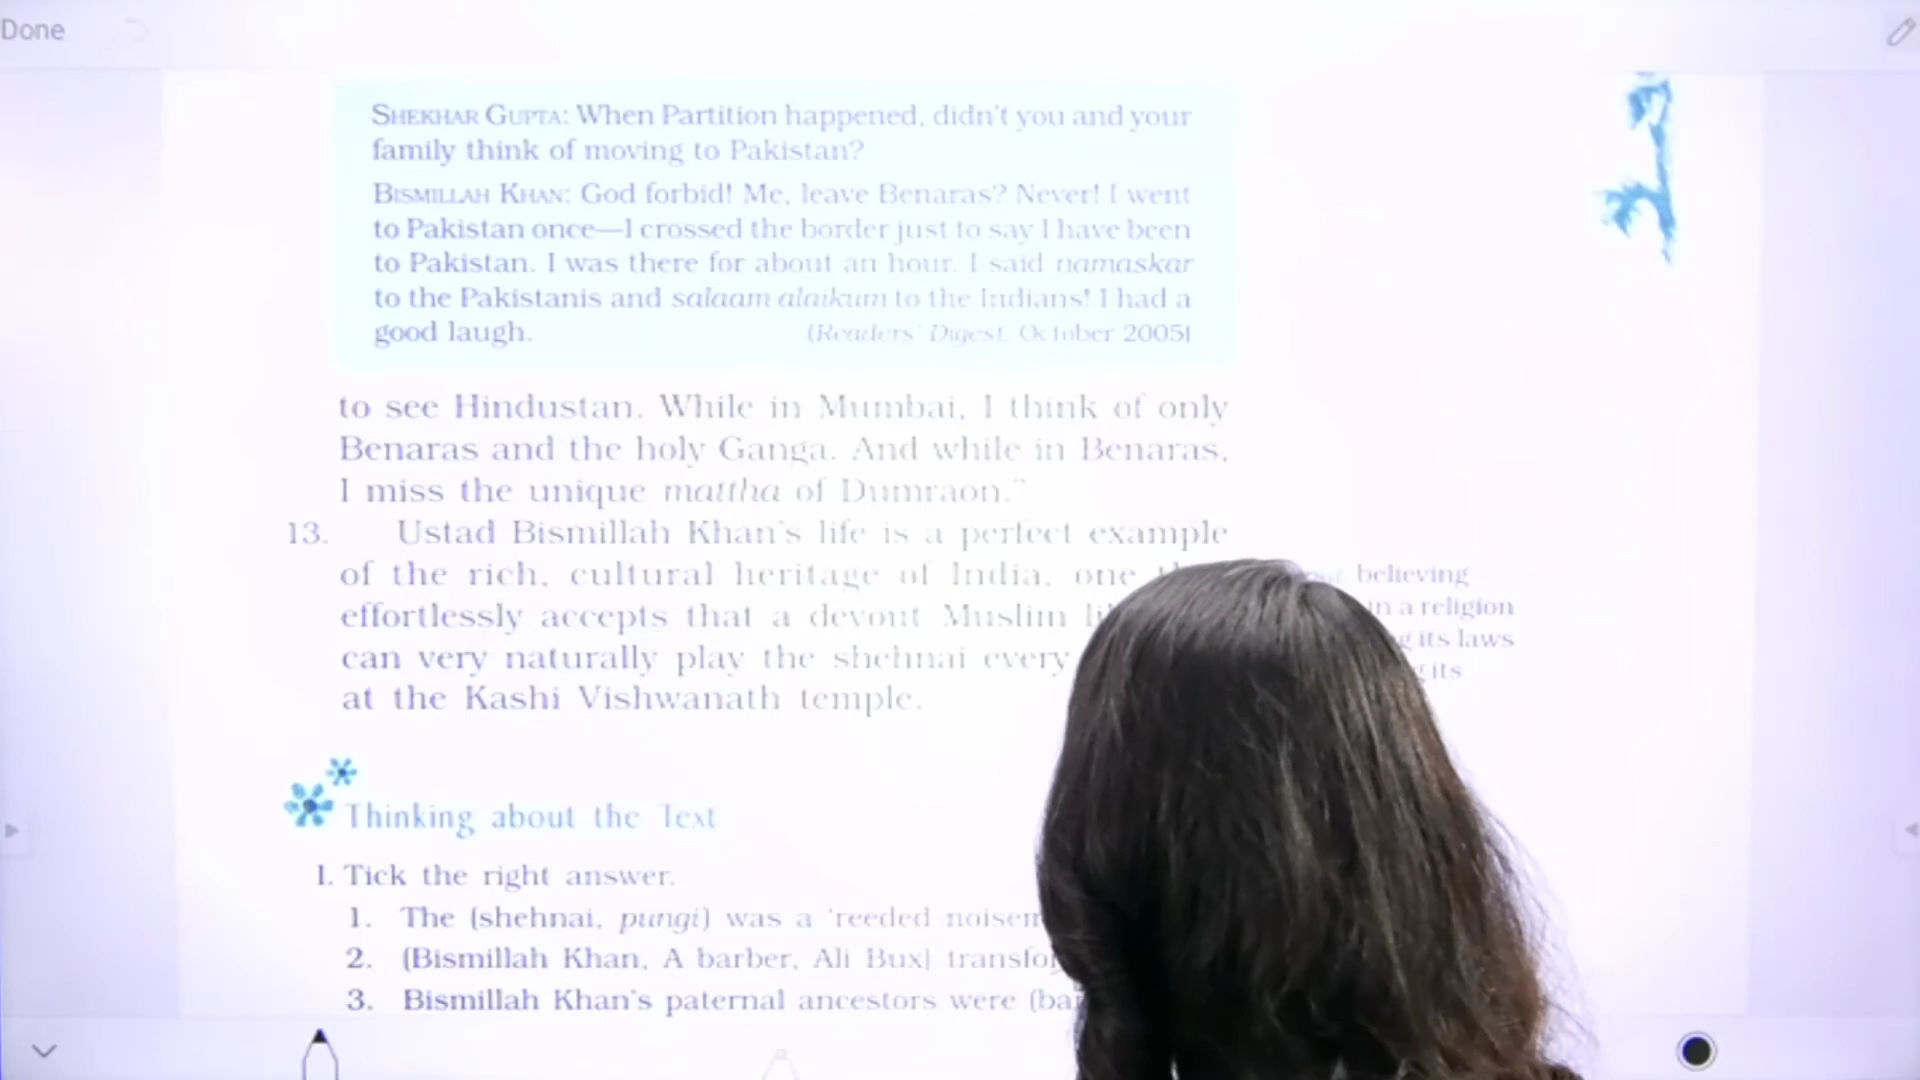 Done
SHEKHAR GUPTA: When Partition happened, didn't you and your
family think of moving to Pakistan?
BISMILLAH KHAN: God forbid! Me, leave Benaras? Never! I went
to Pakistan once—I crossed the border just to say I have been
to Pakistan. I was there for about an hour. I said namaskar
to the Pakistanis and salaam alaikum to the Indians! I had a
good laugh. (Readers' Digest, October 2005)
to see Hindustan. While in Mumbai, I think of only
Benaras and the holy Ganga. And while in Benaras,
I miss the unique mattha of Dumraon."
13. Ustad Bismillah Khan's life is a perfect example
of the rich, cultural heritage of India, one
effortlessly accepts that a devout Muslim
can very naturally play the shehnai every
at the Kashi Vishwanath temple.
believing
in a religion
its laws
its
Thinking about the Text
I. Tick the right answer.
1. The (shehnai, pungi) was a 'reeded
2. (Bismillah Khan, A barber, Ali Bux)
3. Bismillah Khan's paternal ancestors were